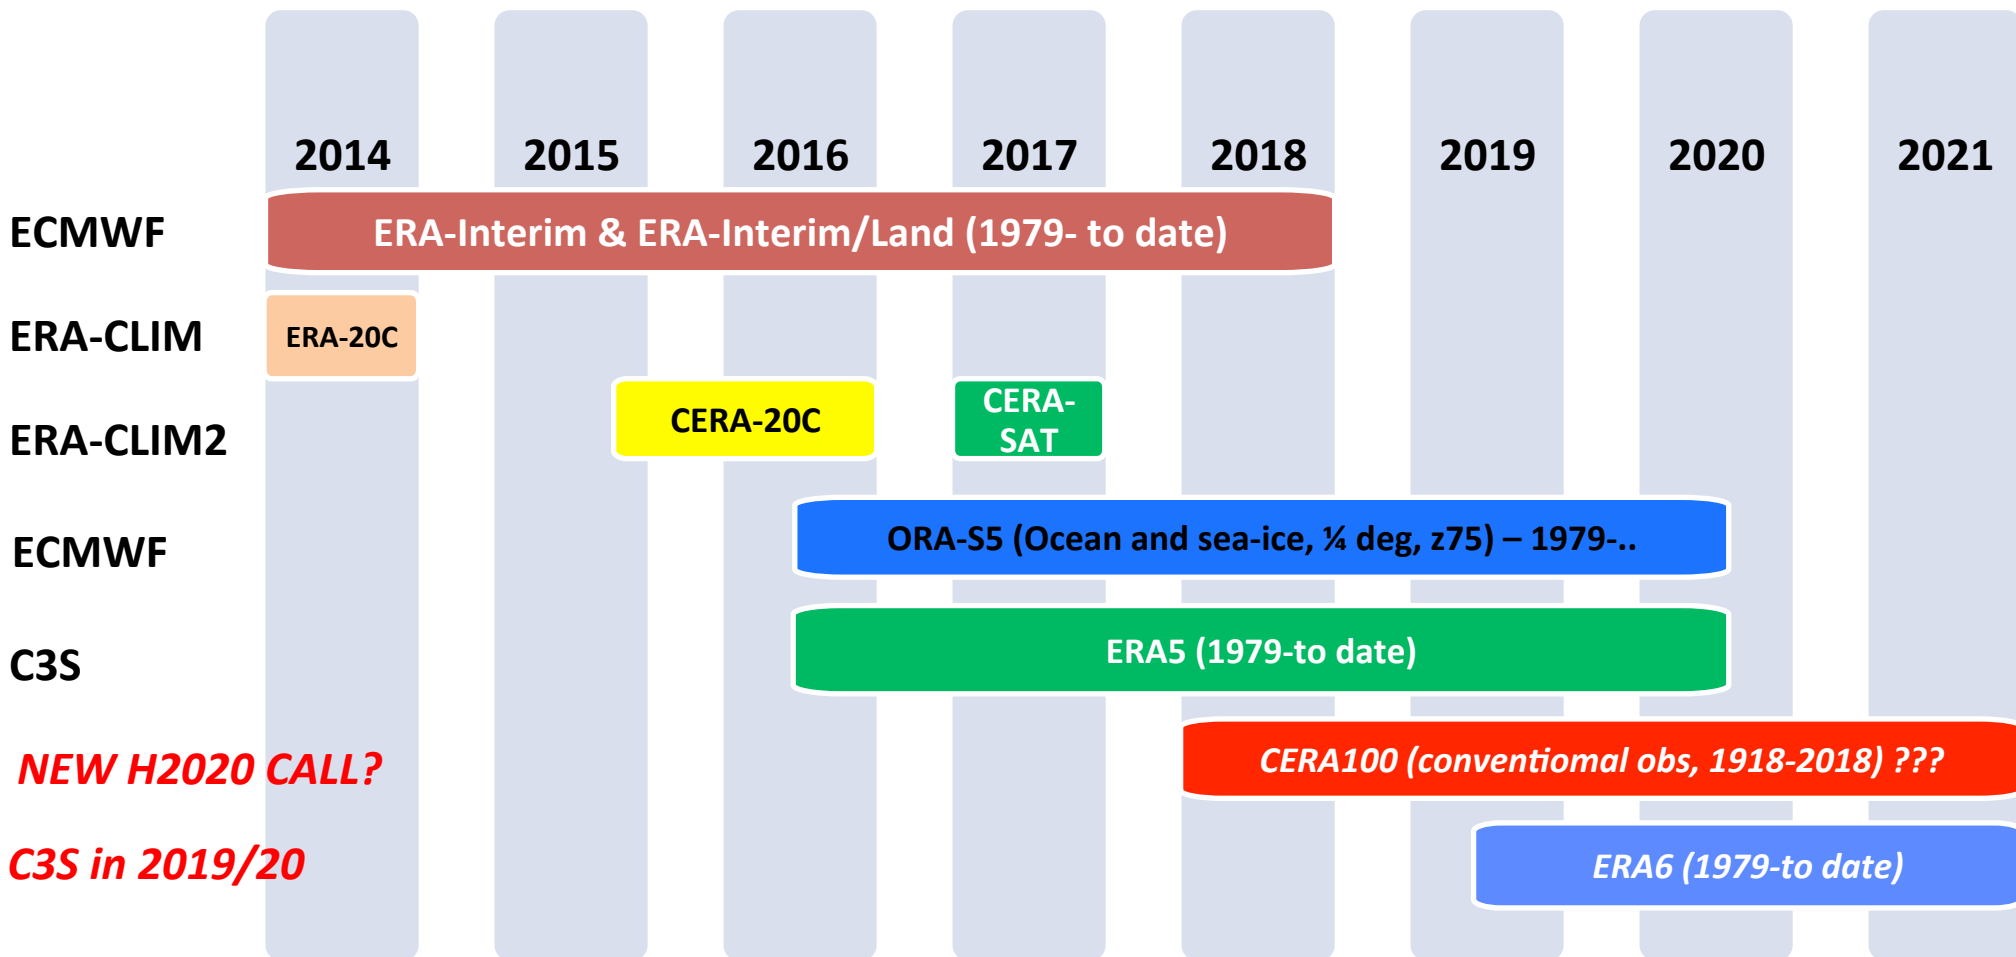 2014 2015 2016 2017 2018 2019 2020 2021
ECMWF
ERA-Interim & ERA-Interim/Land (1979- to date)
ERA-CLIM
ERA-20C
ERA-CLIM2
CERA-20C
CERA-
SAT
ECMWF
ORA-S5 (Ocean and sea-ice, ¼ deg, z75) – 1979-..
C3S
ERA5 (1979-to date)
NEW H2020 CALL?
CERA100 (conventiomal obs, 1918-2018) ???
C3S in 2019/20
ERA6 (1979-to date)